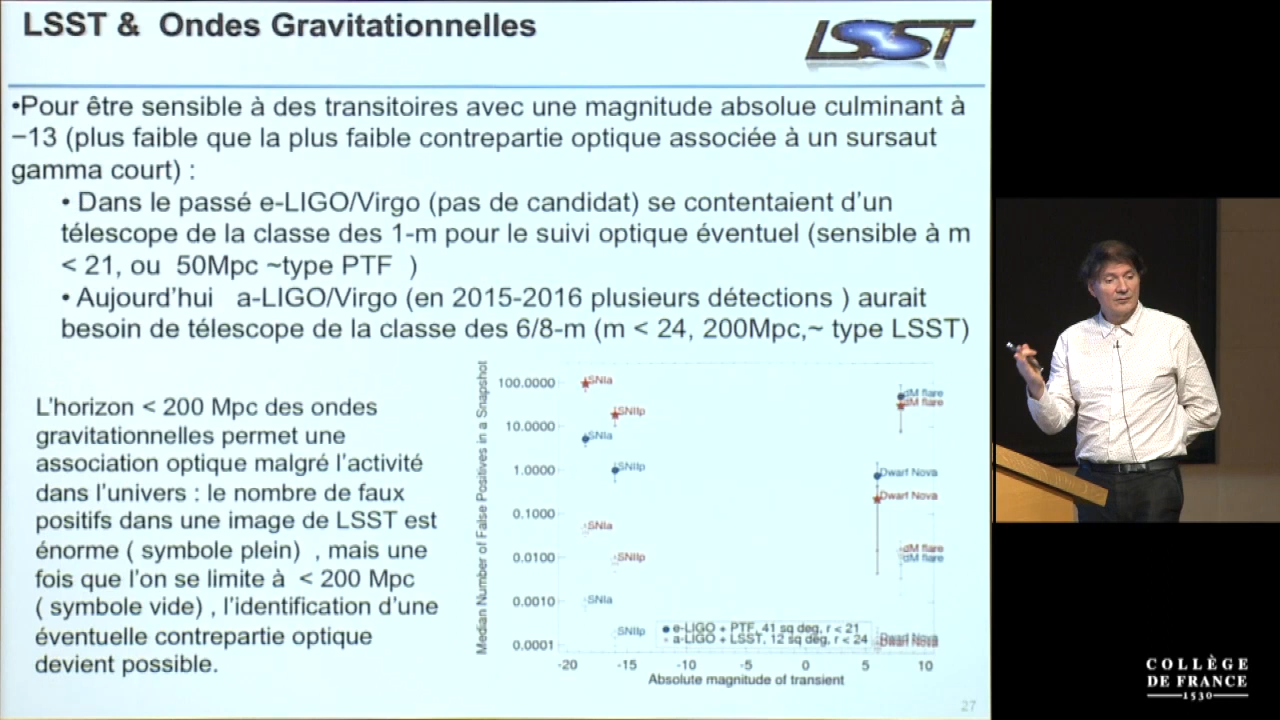 LSST & Ondes Gravitationnelles
LSST
•Pour être sensible à des transitoires avec une magnitude absolue culminant à
−13 (plus faible que la plus faible contrepartie optique associée à un sursaut
gamma court) :
• Dans le passé e-LIGO/Virgo (pas de candidat) se contentaient d'un
télescope de la classe des 1-m pour le suivi optique éventuel (sensible à m
< 21, ou 50Mpc ~type PTF )
• Aujourd'hui a-LIGO/Virgo (en 2015-2016 plusieurs détections ) aurait
besoin de télescope de la classe des 6/8-m (m < 24, 200Mpc,~ type LSST)
L'horizon < 200 Mpc des ondes
gravitationnelles permet une
association optique malgré l'activité
dans l'univers : le nombre de faux
positifs dans une image de LSST est
énorme ( symbole plein) , mais une
fois que l'on se limite à < 200 Mpc
( symbole vide) , l'identification d'une
éventuelle contrepartie optique
devient possible.
Median Number of False Positives in a Snapshot
100.0000
10.0000
1.0000
0.1000
0.0100
0.0010
0.0001
SNIa
SNIIp
SNIa
SNIIp
SNIa
SNIIp
SNIa
SNIIp
dM flare
dM flare
Dwarf Nova
Dwarf Nova
dM flare
dM flare
Dwarf Nova
Dwarf Nova
e-LIGO + PTF, 41 sq deg, r < 21
a-LIGO + LSST, 12 sq deg, r < 24
-20 -15 -10 -5 0 5 10
Absolute magnitude of transient
27
COLLÈGE
DE FRANCE
1530